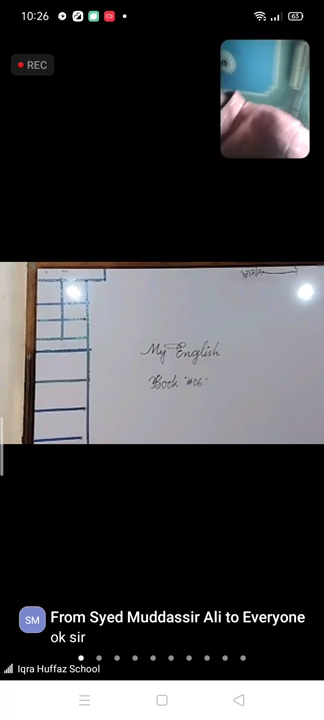 10:26
63
REC
My English
Book "#06"
SM
From Syed Muddassir Ali to Everyone
ok sir
Iqra Huffaz School